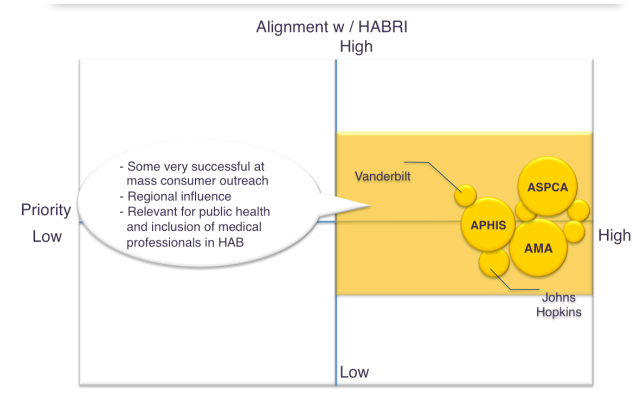 Alignment w / HABRI
High
- Some very successful at
mass consumer outreach
- Regional influence
- Relevant for public health
and inclusion of medical
professionals in HAB
Vanderbilt
ASPCA
Priority
Low
APHIS
AMA
High
Johns
Hopkins
Low